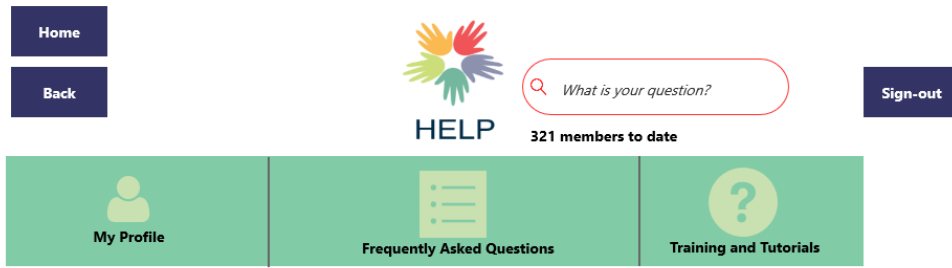 Home
Back
HELP
What is your question?
321 members to date
Sign-out
My Profile
Frequently Asked Questions
?
Training and Tutorials